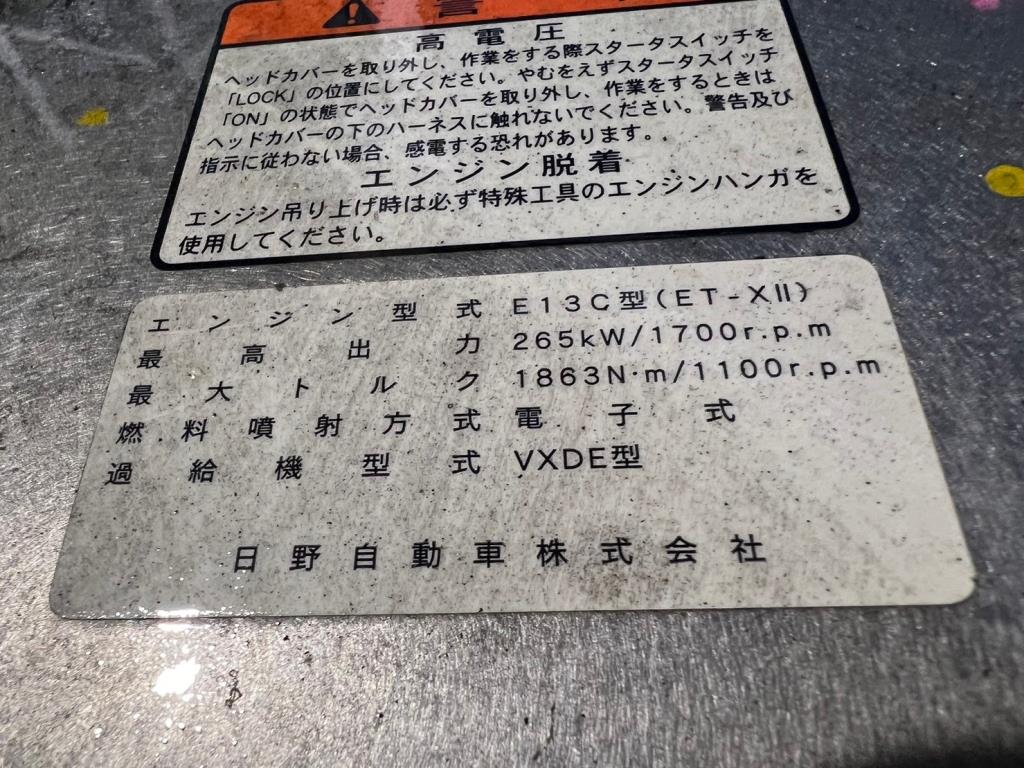 警
高電圧
ヘッドカバーを取り外し、作業をする際スタータスイッチを
「LOCK」の位置にしてください。やむをえずスタータスイッチ
「ON」の状態でヘッドカバーを取り外し、作業をするときは
ヘッドカバーの下のハーネスに触れないでください。警告及び
指示に従わない場合、感電する恐れがあります。
エンジン脱着
エンジン吊り上げ時は必ず特殊工具のエンジンハンガを
使用してください。
エンジン型式 E13C型(ET-XII)
最高出力 265kW/1700r.p.m
最大トルク 1863N·m/1100r.p.m
燃料噴射方式 電子式
過給機型式 VXDE型
日野自動車株式会社